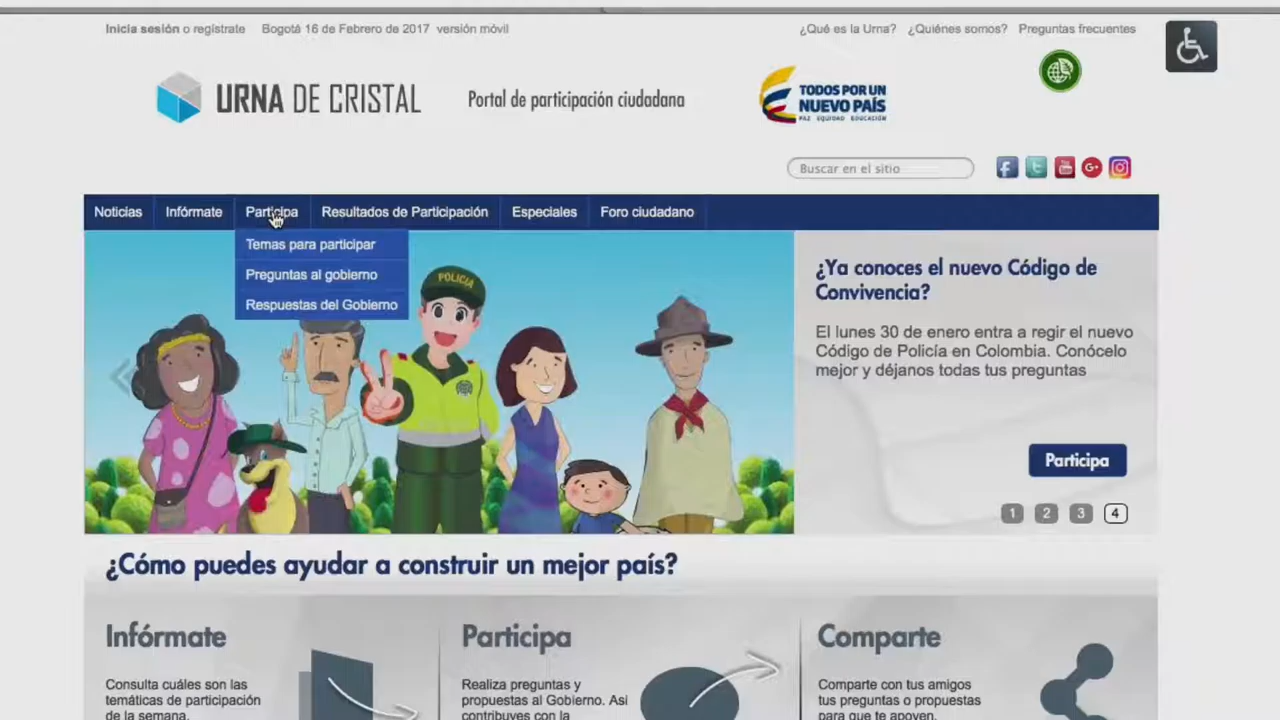 Inicia sesión o regístrate Bogotá 16 de Febrero de 2017 versión móvil
¿Qué es la Urna? ¿Quiénes somos? Preguntas frecuentes
URNA DE CRISTAL
Portal de participación ciudadana
TODOS POR UN
NUEVO PAÍS
PAZ EQUIDAD EDUCACIÓN
Buscar en el sitio
Noticias Infórmate Participa Resultados de Participación Especiales Foro ciudadano
Temas para participar
Preguntas al gobierno
Respuestas del Gobierno
POLICIA
¿Ya conoces el nuevo Código de
Convivencia?
El lunes 30 de enero entra a regir el nuevo
Código de Policía en Colombia. Conócelo
mejor y déjanos todas tus preguntas
Participa
1 2 3 4
¿Cómo puedes ayudar a construir un mejor país?
Infórmate
Consulta cuáles son las
temáticas de participación
de la semana.
Participa
Realiza preguntas y
propuestas al Gobierno. Así
contribuyes con la
Comparte
Comparte con tus amigos
tus preguntas o propuestas
para que te apoyen.